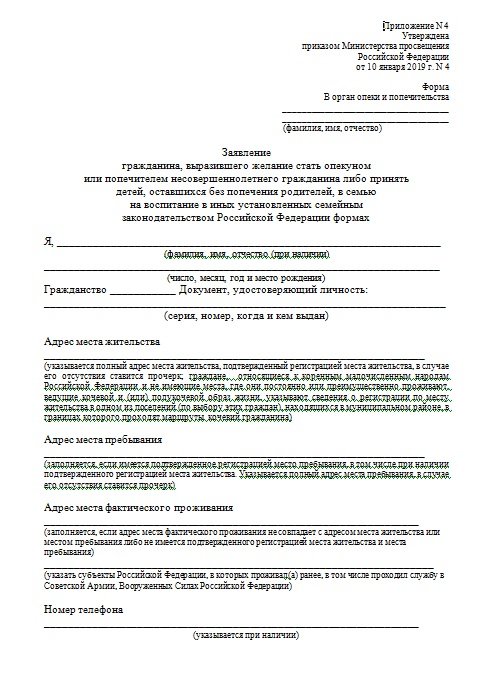 Приложение N 4
Утверждена
приказом Министерства просвещения
Российской Федерации
от 10 января 2019 г. N 4
Форма
В орган опеки и попечительства
__________________________________
__________________________________
(фамилия, имя, отчество)
Заявление
гражданина, выразившего желание стать опекуном
или попечителем несовершеннолетнего гражданина либо принять
детей, оставшихся без попечения родителей, в семью
на воспитание в иных установленных семейным
законодательством Российской Федерации формах
Я, ______________________________________________________________________
(фамилия, имя, отчество (при наличии)
________________________________________________________________________
(число, месяц, год и место рождения)
Гражданство ____________ Документ, удостоверяющий личность:
_________________________________________________________________________
(серия, номер, когда и кем выдан)
Адрес места жительства
_____________________________________________________________________
(указывается полный адрес места жительства, подтвержденный регистрацией места жительства, в случае
его отсутствия ставится прочерк; граждане, относящиеся к коренным малочисленным народам
Российской Федерации и не имеющие места, где они постоянно или преимущественно проживают,
ведущие кочевой и (или) полукочевой образ жизни, указывают сведения о регистрации по месту
жительства в одном из поселений (по выбору этих граждан), находящихся в муниципальном районе, в
границах которого проходят маршруты, кочевий гражданина)
Адрес места пребывания
_____________________________________________________________________
(заполняется, если имеется подтвержденное регистрацией место пребывания, в том числе при наличии
подтвержденного регистрацией места жительства. Указывается полный адрес места пребывания, в случае
его отсутствия ставится прочерк)
Адрес места фактического проживания
____________________________________________________________________
(заполняется, если адрес места фактического проживания не совпадает с адресом места жительства или
местом пребывания либо не имеется подтвержденного регистрацией места жительства и места
пребывания)
_______________________________________________________________________
(указать субъекты Российской Федерации, в которых проживал(а) ранее, в том числе проходил службу в
Советской Армии, Вооруженных Силах Российской Федерации)
Номер телефона
____________________________________________________________________
(указывается при наличии)